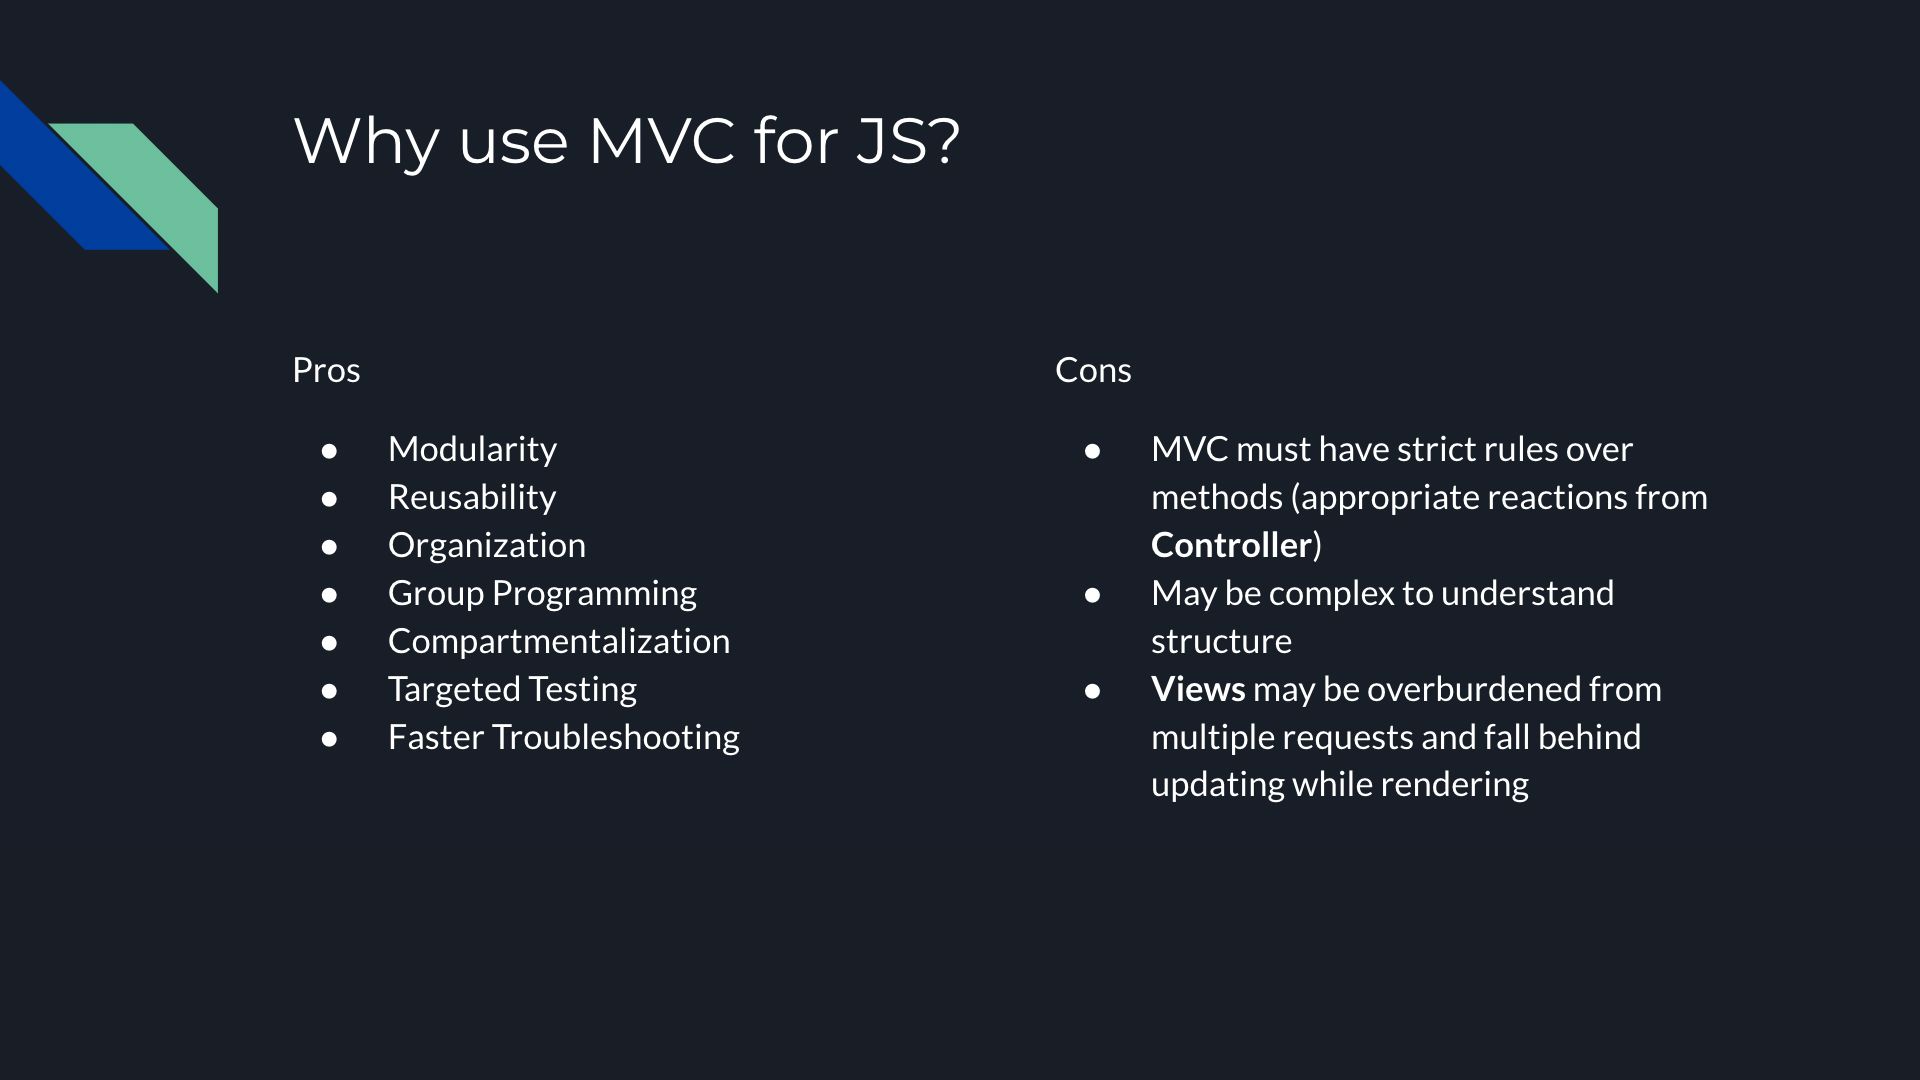 Why use MVC for JS?
Pros
● Modularity
● Reusability
● Organization
● Group Programming
● Compartmentalization
● Targeted Testing
● Faster Troubleshooting
Cons
● MVC must have strict rules over
methods (appropriate reactions from
Controller)
● May be complex to understand
structure
● Views may be overburdened from
multiple requests and fall behind
updating while rendering